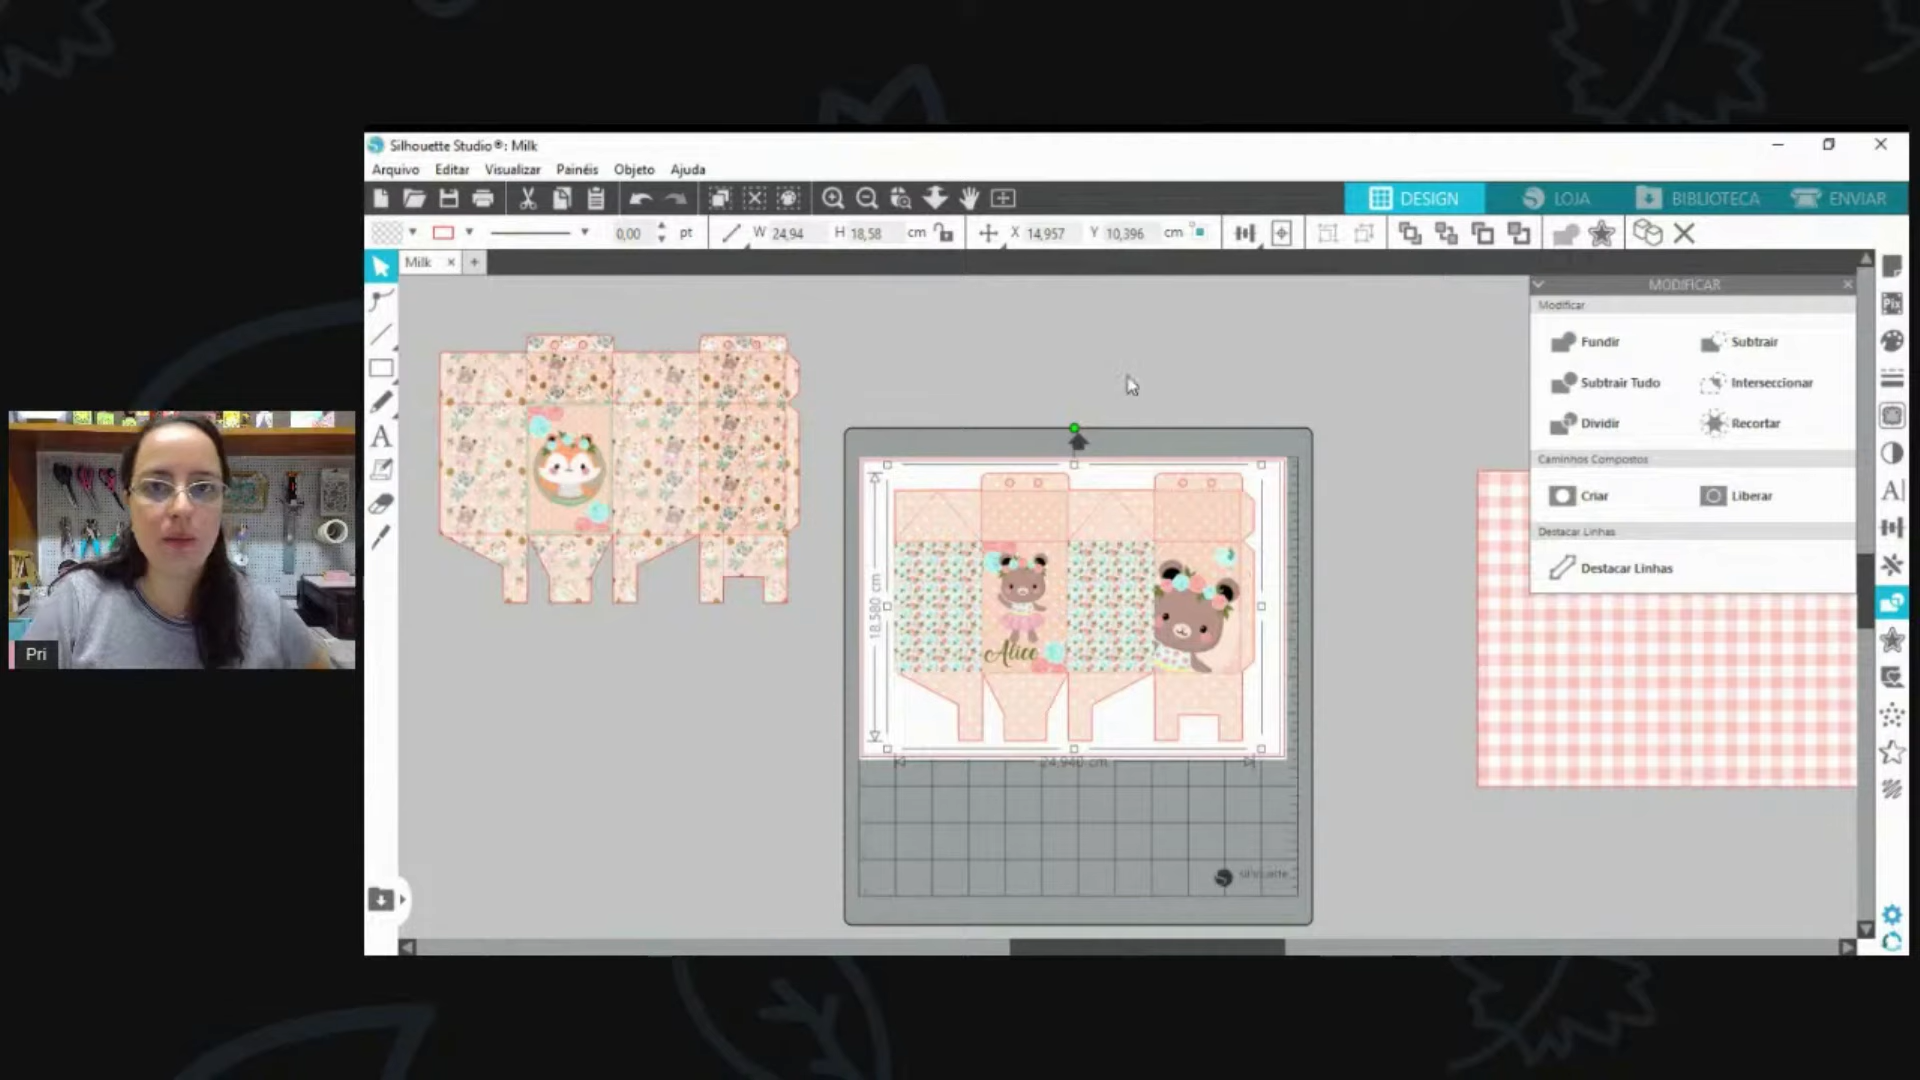 Silhouette Studio®: Milk
Arquivo Editar Visualizar Painéis Objeto Ajuda
DESIGN LOJA BIBLIOTECA ENVIAR
0,00 pt W 24,94 H 18,58 cm X 14,957 Y 10,396 cm
Milk
MODIFICAR
Modificar
Fundir Subtrair
Subtrair Tudo Interseccionar
Dividir Recortar
Caminhos Compostos
Criar Liberar
Destacar Linhas
Destacar Linhas
18,580 cm
Alice
24,940 cm
silhouette
Pri